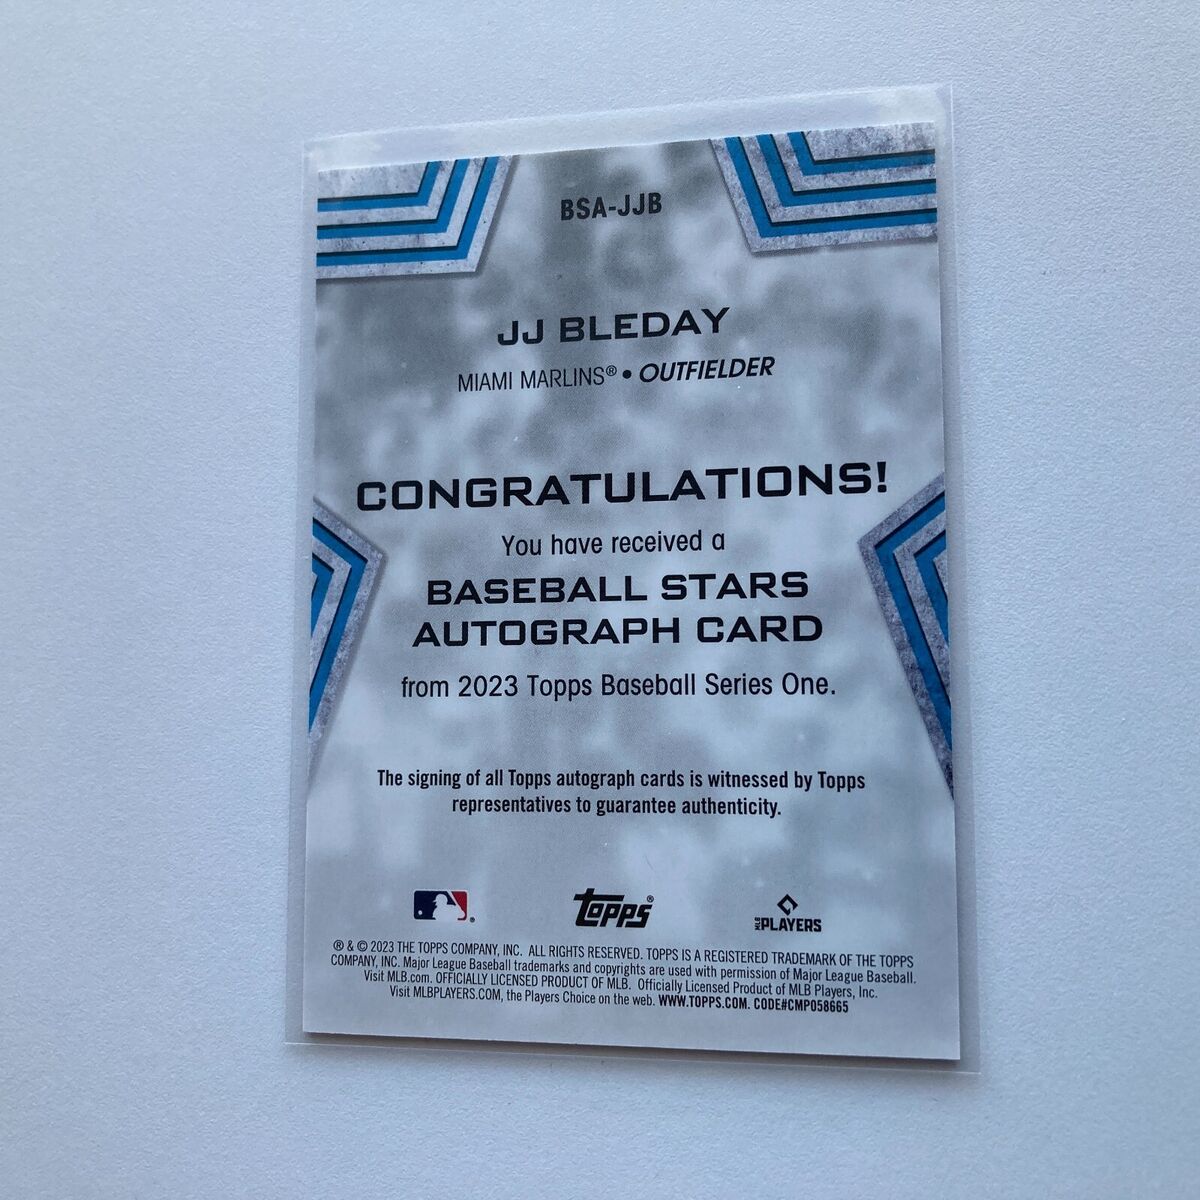 BSA-JJB
JJ BLEDAY
MIAMI MARLINS® • OUTFIELDER
CONGRATULATIONS!
You have received a
BASEBALL STARS
AUTOGRAPH CARD
from 2023 Topps Baseball Series One.
The signing of all Topps autograph cards is witnessed by Topps
representatives to guarantee authenticity.
Topps®
MLB PLAYERS
® & © 2023 THE TOPPS COMPANY, INC. ALL RIGHTS RESERVED. TOPPS IS A REGISTERED TRADEMARK OF THE TOPPS
COMPANY, INC. Major League Baseball trademarks and copyrights are used with permission of Major League Baseball.
Visit MLB.com. OFFICIALLY LICENSED PRODUCT OF MLB. Officially Licensed Product of MLB Players, Inc.
Visit MLBPLAYERS.COM, the Players Choice on the web. WWW.TOPPS.COM. CODE#CMP058665